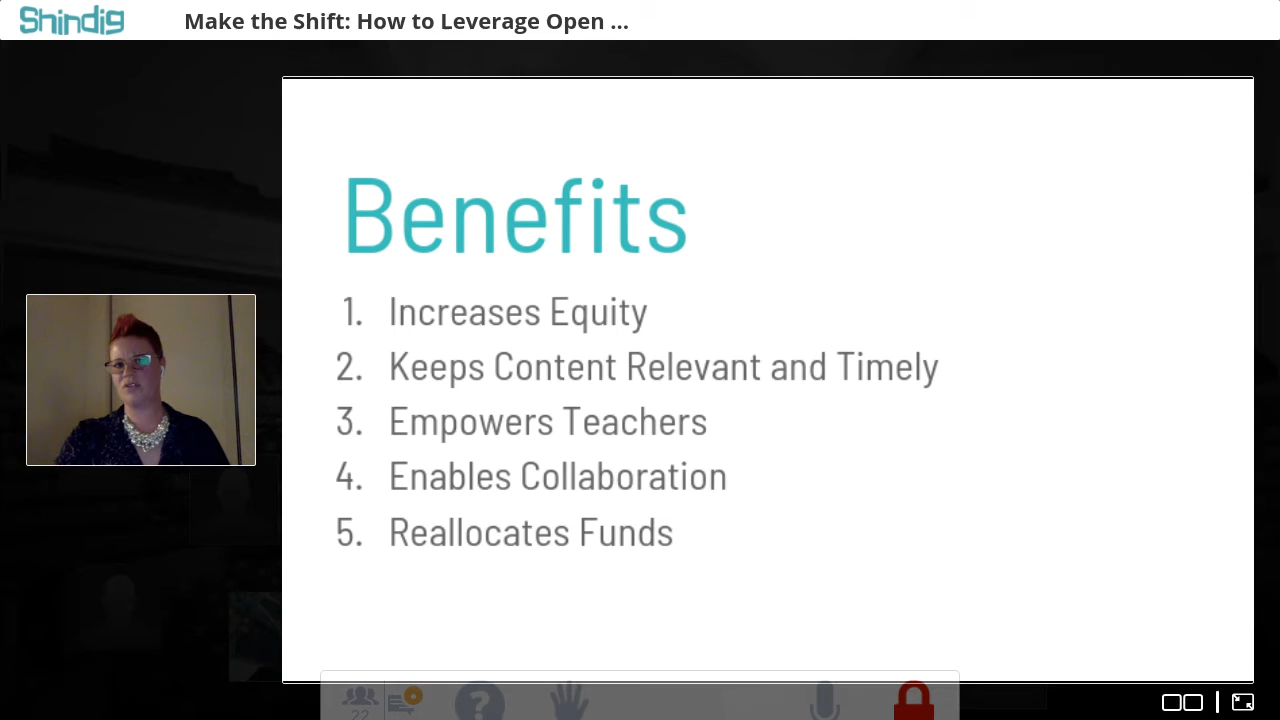 Shindig
Make the Shift: How to Leverage Open ...
Benefits
1. Increases Equity
2. Keeps Content Relevant and Timely
3. Empowers Teachers
4. Enables Collaboration
5. Reallocates Funds
22